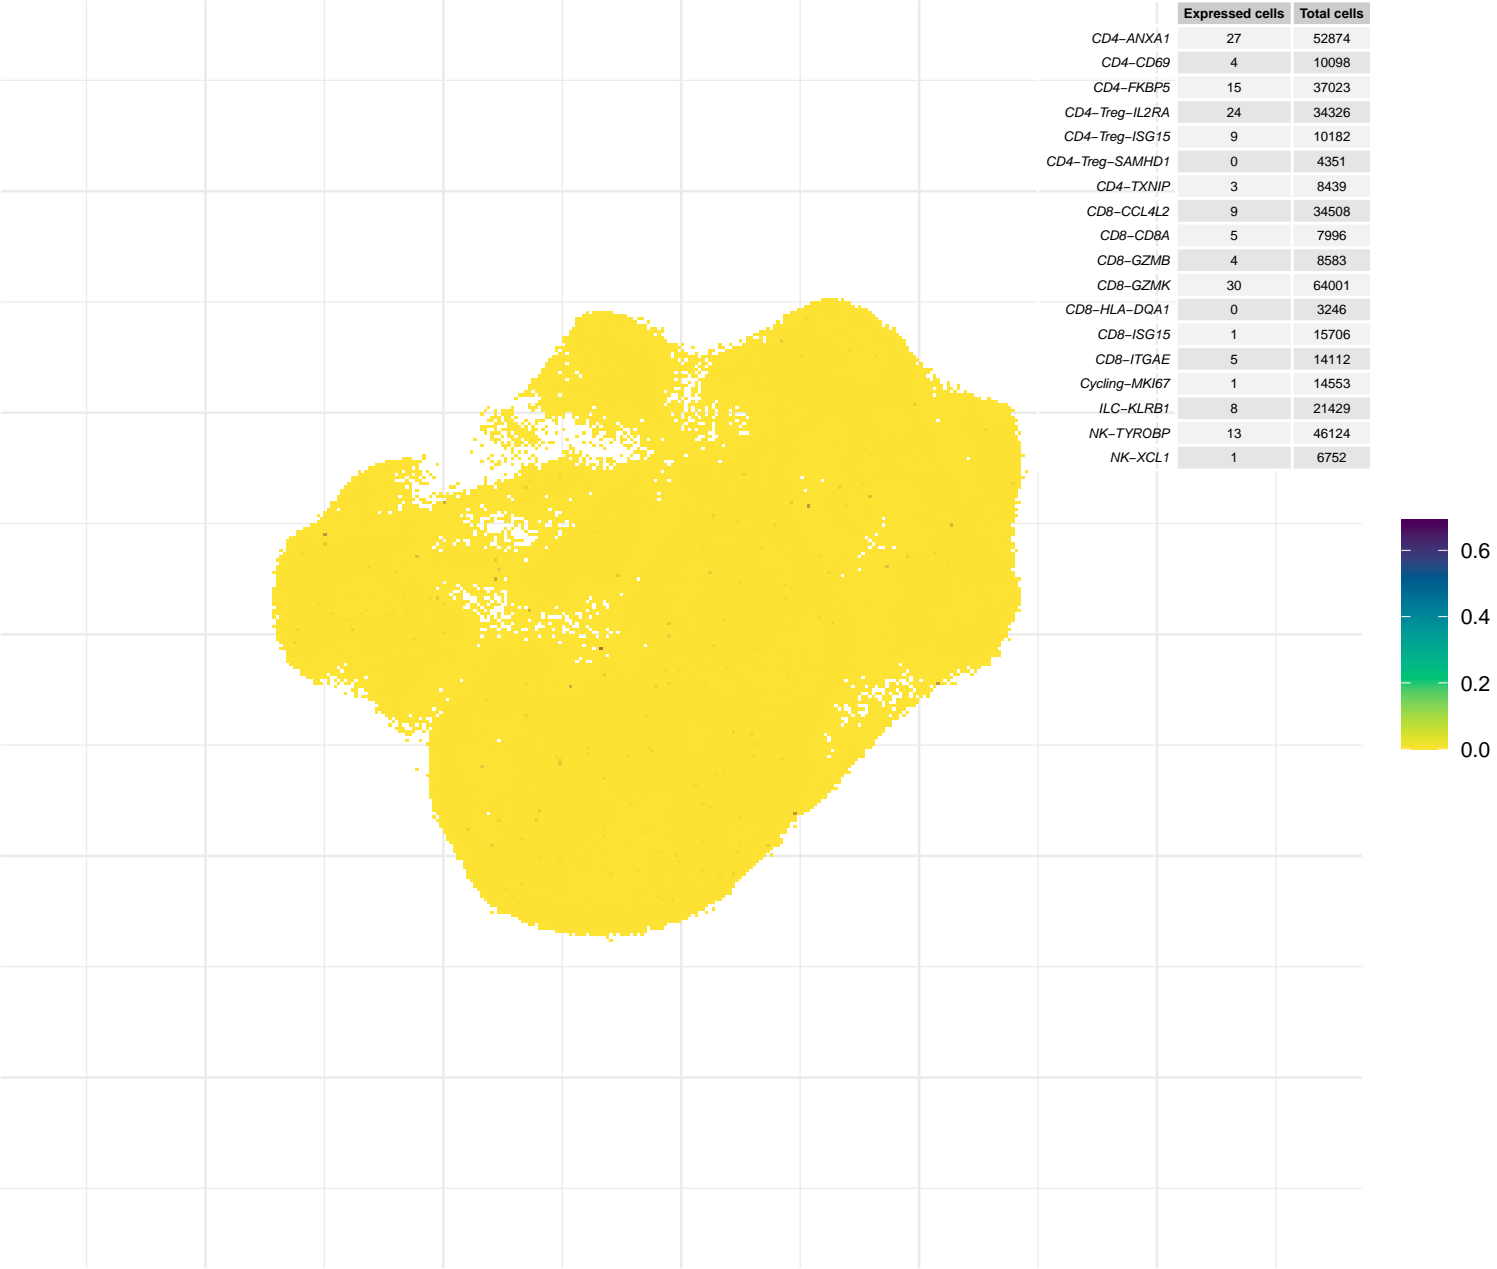 Expressed cells Total cells
CD4−ANXA1 27 52874
CD4−CD69 4 10098
CD4−FKBP5 15 37023
CD4−Treg−IL2RA 24 34326
CD4−Treg−ISG15 9 10182
CD4−Treg−SAMHD1 0 4351
CD4−TXNIP 3 8439
CD8−CCL4L2 9 34508
CD8−CD8A 5 7996
CD8−GZMB 4 8583
CD8−GZMK 30 64001
CD8−HLA−DQA1 0 3246
CD8−ISG15 1 15706
CD8−ITGAE 5 14112
Cycling−MKI67 1 14553
ILC−KLRB1 8 21429
NK−TYROBP 13 46124
NK−XCL1 1 6752
0.6
0.4
0.2
0.0